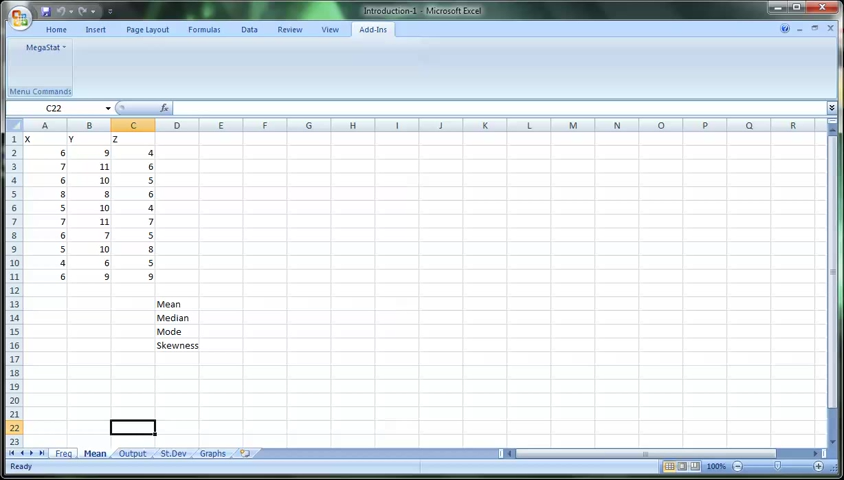 Introduction-1 - Microsoft Excel
Home Insert Page Layout Formulas Data Review View Add-Ins
MegaStat
Menu Commands
C22 fx
A B C D E F G H I J K L M N O P Q R
1 X Y Z
2 6 9 4
3 7 11 6
4 6 10 5
5 8 8 6
6 5 10 4
7 7 11 7
8 6 7 5
9 5 10 8
10 4 6 5
11 6 9 9
12
13 Mean
14 Median
15 Mode
16 Skewness
17
18
19
20
21
22
23
Freq Mean Output St.Dev Graphs
Ready 100%